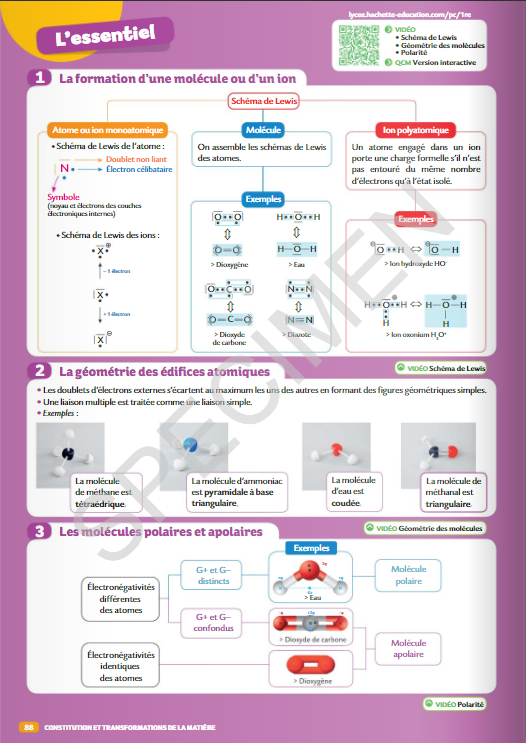 L'essentiel
lycee.hachette-education.com/pc/1re
VIDÉO
• Schéma de Lewis
• Géométrie des molécules
• Polarité
QCM Version interactive
1 La formation d'une molécule ou d'un ion
Schéma de Lewis
Atome ou ion monoatomique
• Schéma de Lewis de l'atome :
Doublet non liant
N
Électron célibataire
Symbole
(noyau et électrons des couches
électroniques internes)
• Schéma de Lewis des ions :
X
– 1 électron
X
+ 1 électron
X
Molécule
On assemble les schémas de Lewis
des atomes.
Exemples
O O
H O H
O=O
H–O–H
> Dioxygène
> Eau
O C O
N N
O=C=O
> Dioxyde
de carbone
> Diazote
Ion polyatomique
Un atome engagé dans un ion
porte une charge formelle s'il n'est
pas entouré du même nombre
d'électrons qu'à l'état isolé.
Exemples
O H
O–H
> Ion hydroxyde HO⁻
H O H
H
H–O–H
H
> Ion oxonium H₃O⁺
2 La géométrie des édifices atomiques
VIDÉO Schéma de Lewis
• Les doublets d'électrons externes s'écartent au maximum les uns des autres en formant des figures géométriques simples.
• Une liaison multiple est traitée comme une liaison simple.
• Exemples :
La molécule
de méthane est
tétraédrique.
La molécule d'ammoniac
est pyramidale à base
triangulaire.
La molécule
d'eau est
coudée.
La molécule de
méthanal est
triangulaire.
3 Les molécules polaires et apolaires
VIDÉO Géométrie des molécules
Électronégativités
différentes
des atomes
G+ et G–
distincts
Exemples
> Eau
Molécule
polaire
G+ et G–
confondus
> Dioxyde de carbone
Molécule
apolaire
Électronégativités
identiques
des atomes
> Dioxygène
VIDÉO Polarité
88 CONSTITUTION ET TRANSFORMATIONS DE LA MATIÈRE
SPECIMEN